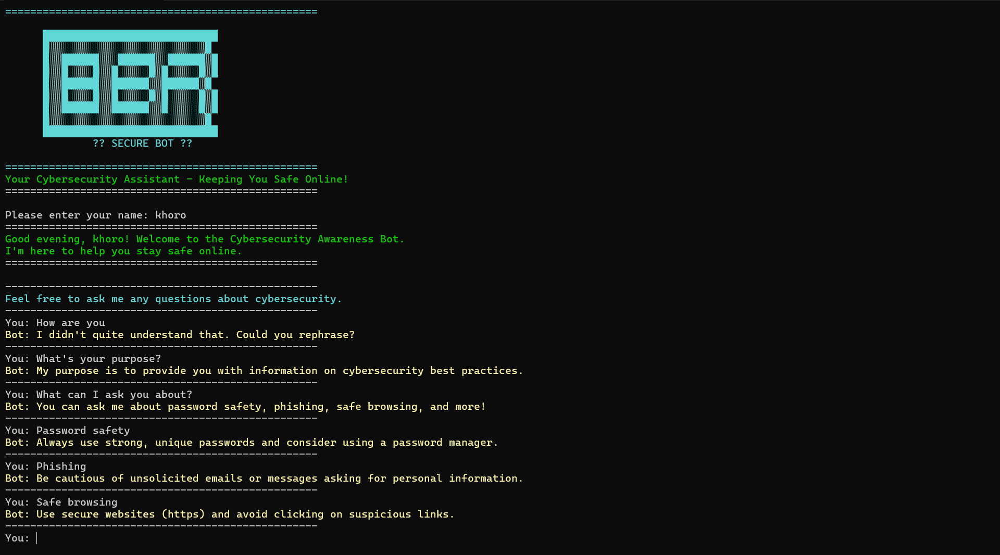 ==================================================
?? SECURE BOT ??
==================================================
Your Cybersecurity Assistant - Keeping You Safe Online!
==================================================
Please enter your name: khoro
==================================================
Good evening, khoro! Welcome to the Cybersecurity Awareness Bot.
I'm here to help you stay safe online.
==================================================
--------------------------------------------------
Feel free to ask me any questions about cybersecurity.
--------------------------------------------------
You: How are you
Bot: I didn't quite understand that. Could you rephrase?
--------------------------------------------------
You: What's your purpose?
Bot: My purpose is to provide you with information on cybersecurity best practices.
--------------------------------------------------
You: What can I ask you about?
Bot: You can ask me about password safety, phishing, safe browsing, and more!
--------------------------------------------------
You: Password safety
Bot: Always use strong, unique passwords and consider using a password manager.
--------------------------------------------------
You: Phishing
Bot: Be cautious of unsolicited emails or messages asking for personal information.
--------------------------------------------------
You: Safe browsing
Bot: Use secure websites (https) and avoid clicking on suspicious links.
--------------------------------------------------
You: